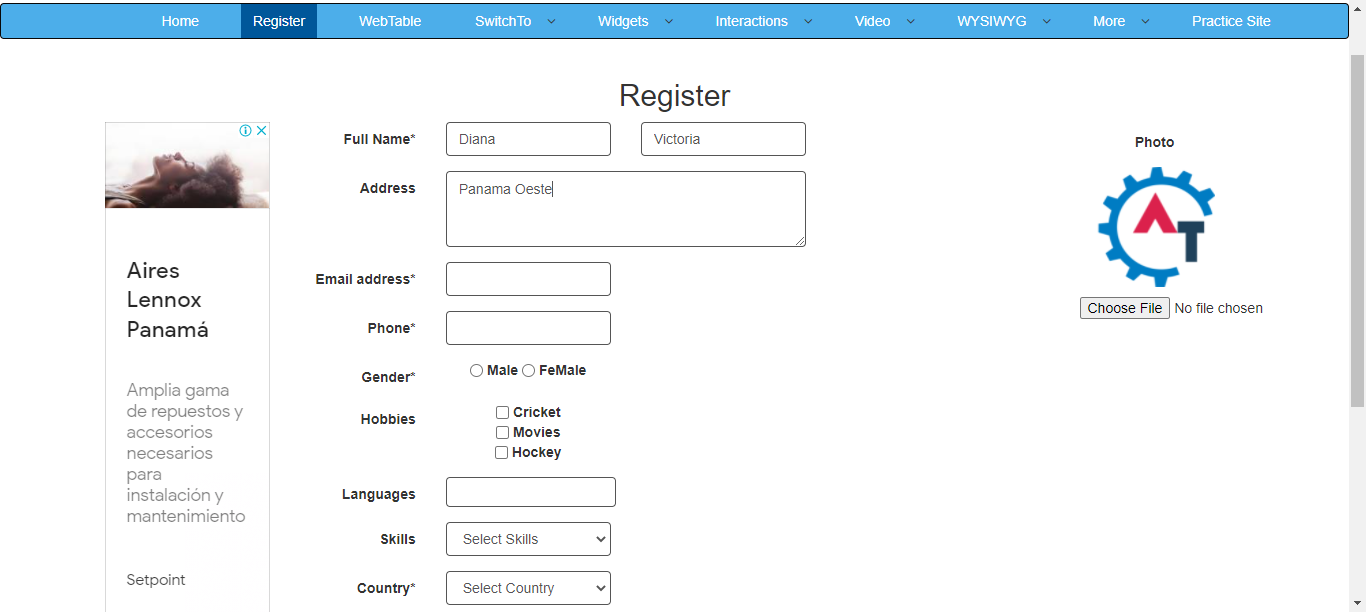 Home Register WebTable SwitchTo Widgets Interactions Video WYSIWYG More Practice Site
Register
Full Name* Diana Victoria
Address Panama Oeste
Email address*
Phone*
Gender* Male FeMale
Hobbies Cricket
Movies
Hockey
Languages
Skills Select Skills
Country* Select Country
Photo
AT
Choose File No file chosen
Aires
Lennox
Panamá
Amplia gama
de repuestos y
accesorios
necesarios
para
instalación y
mantenimiento
Setpoint